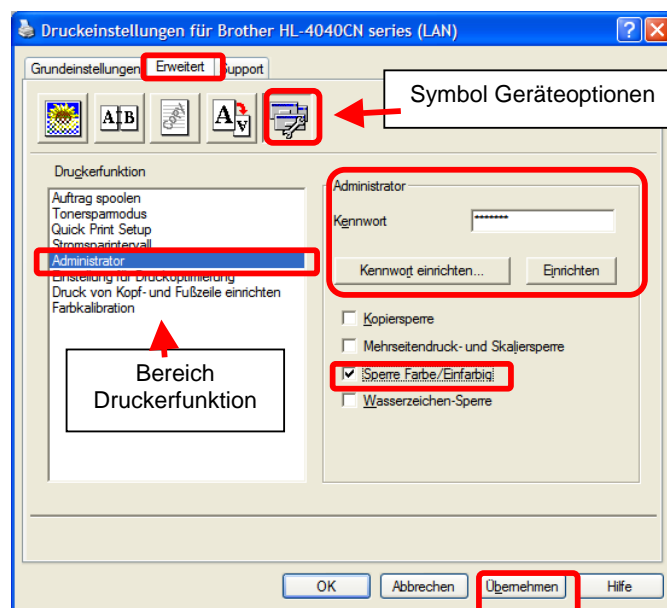 Druckeinstellungen für Brother HL-4040CN series (LAN)
Grundeinstellungen Erweitert Support
Symbol Geräteoptionen
Druckerfunktion
Auftrag spoolen
Tonersparmodus
Quick Print Setup
Stromsparintervall
Administrator
Einstellung für Druckoptimierung
Druck von Kopf- und Fußzeile einrichten
Farbkalibration
Bereich
Druckerfunktion
Administrator
Kennwort *******
Kennwort einrichten... Einrichten
Kopiersperre
Mehrseitendruck- und Skaliersperre
Sperre Farbe/Einfarbig
Wasserzeichen-Sperre
OK Abbrechen Übernehmen Hilfe